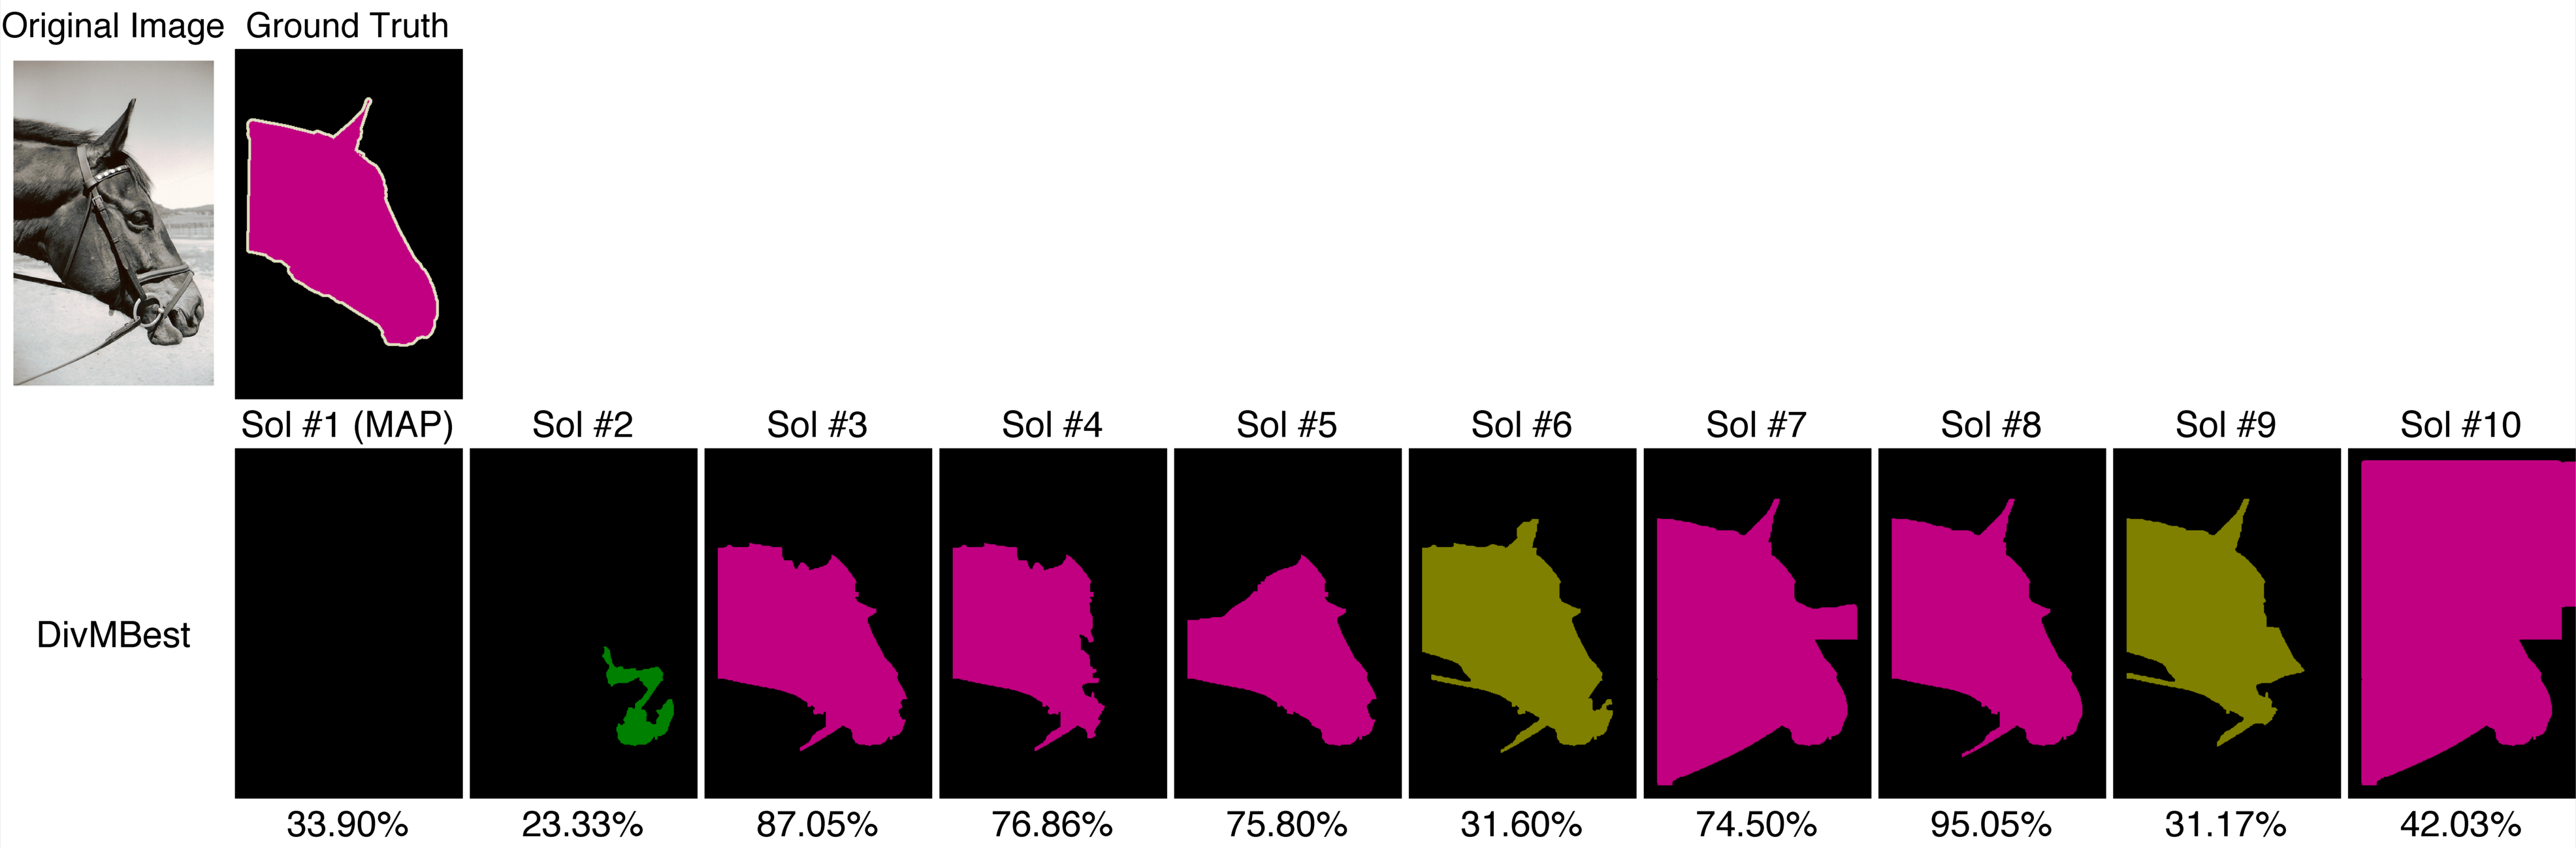 Original Image Ground Truth
Sol #1 (MAP) Sol #2 Sol #3 Sol #4 Sol #5 Sol #6 Sol #7 Sol #8 Sol #9 Sol #10
DivMBest
33.90% 23.33% 87.05% 76.86% 75.80% 31.60% 74.50% 95.05% 31.17% 42.03%